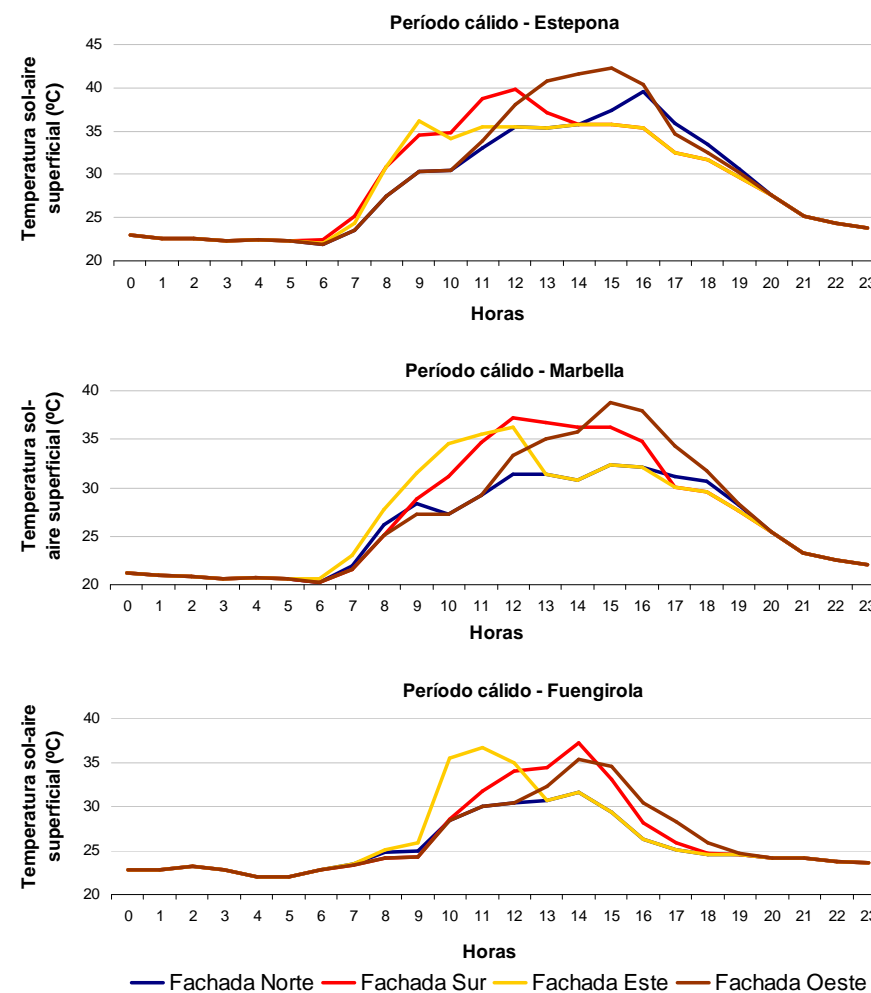 Período cálido - Estepona
Temperatura sol-aire
superficial (ºC)
45
40
35
30
25
20
0 1 2 3 4 5 6 7 8 9 10 11 12 13 14 15 16 17 18 19 20 21 22 23
Horas
Período cálido - Marbella
Temperatura sol-
aire superficial (ºC)
40
35
30
25
20
0 1 2 3 4 5 6 7 8 9 10 11 12 13 14 15 16 17 18 19 20 21 22 23
Horas
Período cálido - Fuengirola
Temperatura sol-aire
superficial (ºC)
40
35
30
25
20
0 1 2 3 4 5 6 7 8 9 10 11 12 13 14 15 16 17 18 19 20 21 22 23
Horas
Fachada Norte Fachada Sur Fachada Este Fachada Oeste